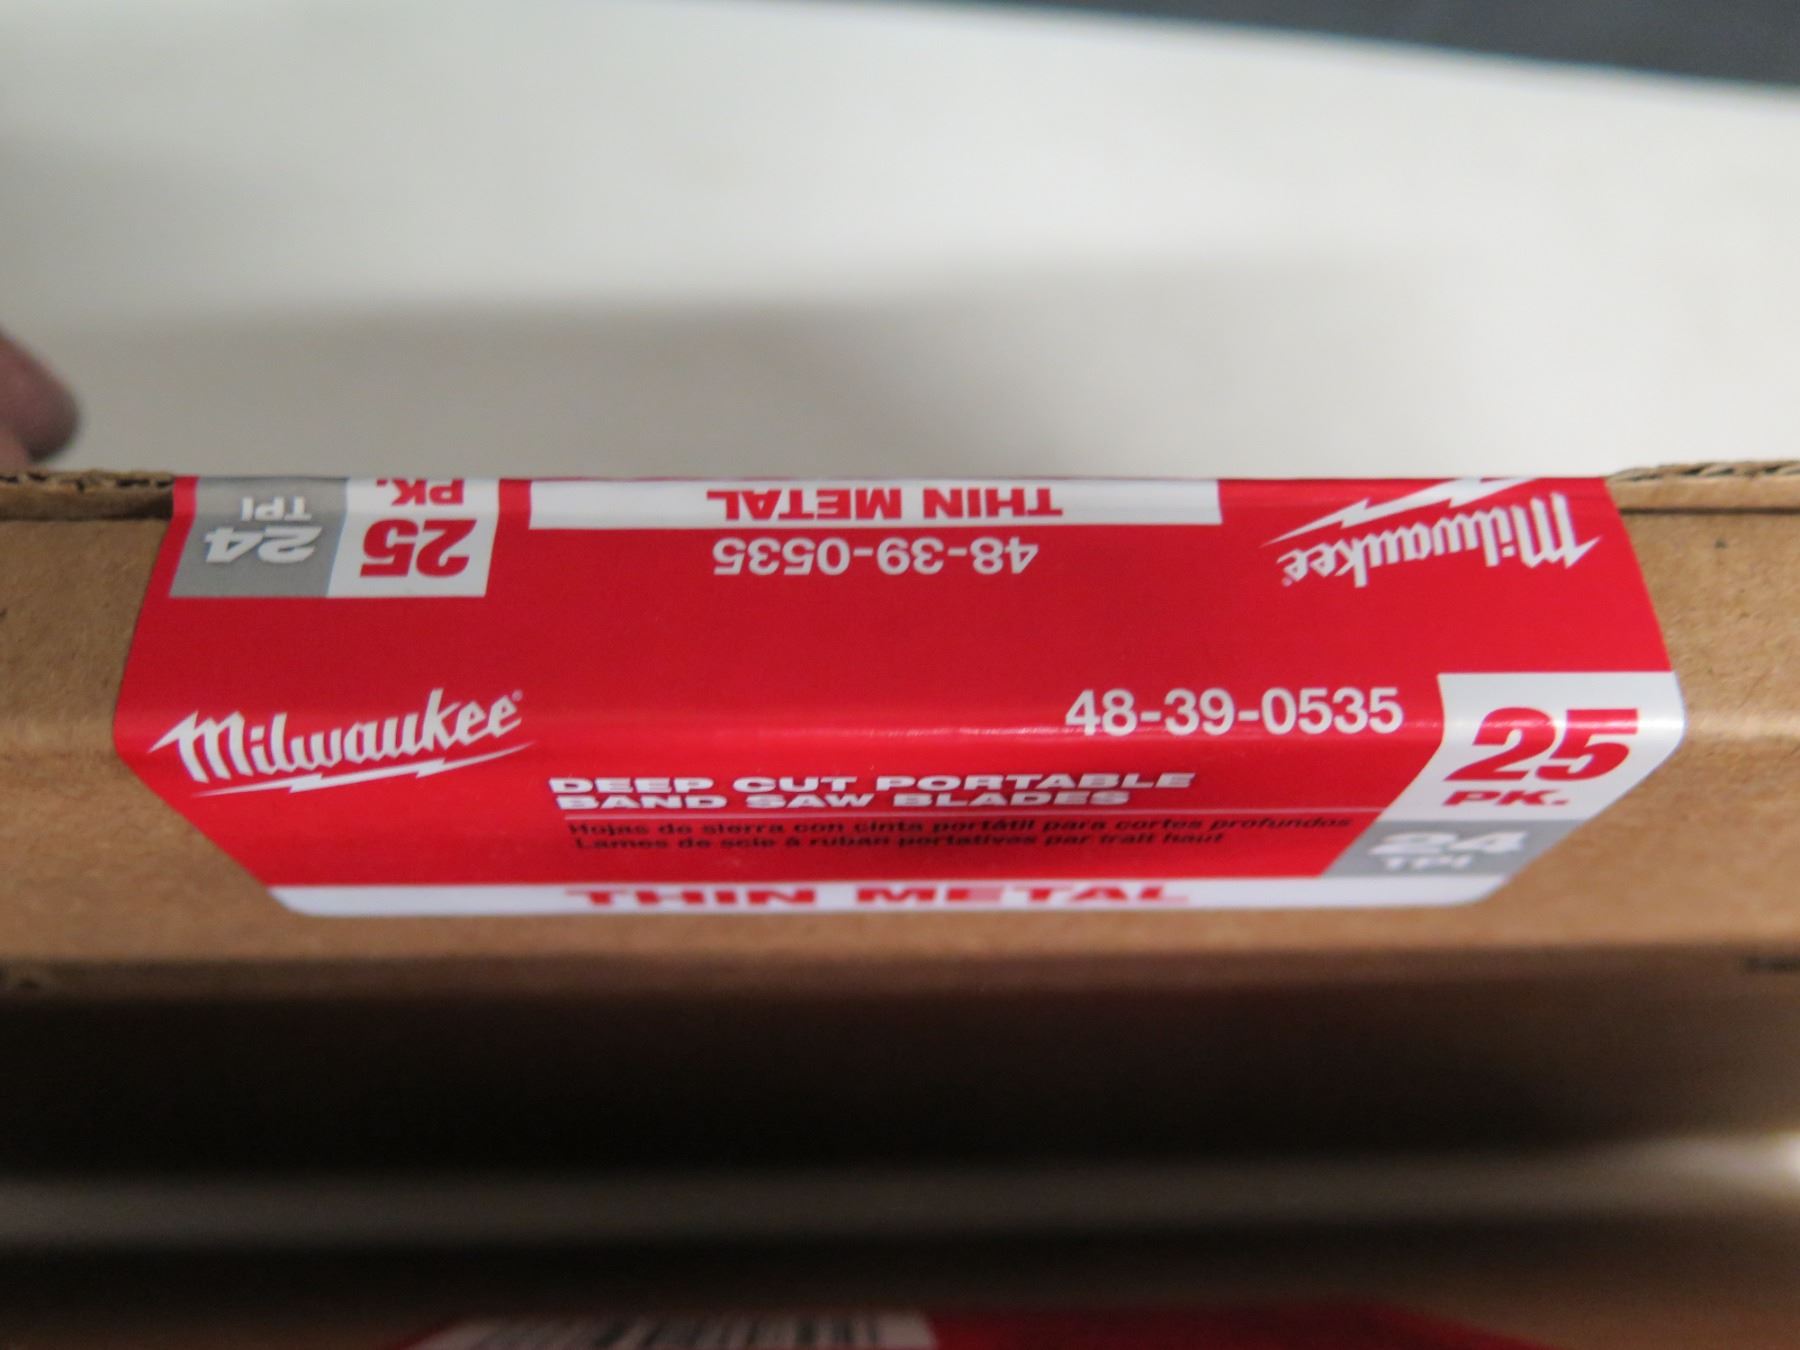 24
TPI
25
PK.
THIN METAL
48-39-0535
Milwaukee
Milwaukee®
48-39-0535
25
PK.
24
TPI
DEEP CUT PORTABLE
BAND SAW BLADES
Hojas de sierra con cinta portátil para cortes profundos
Lames de scie à ruban portatives par trait haut
THIN METAL